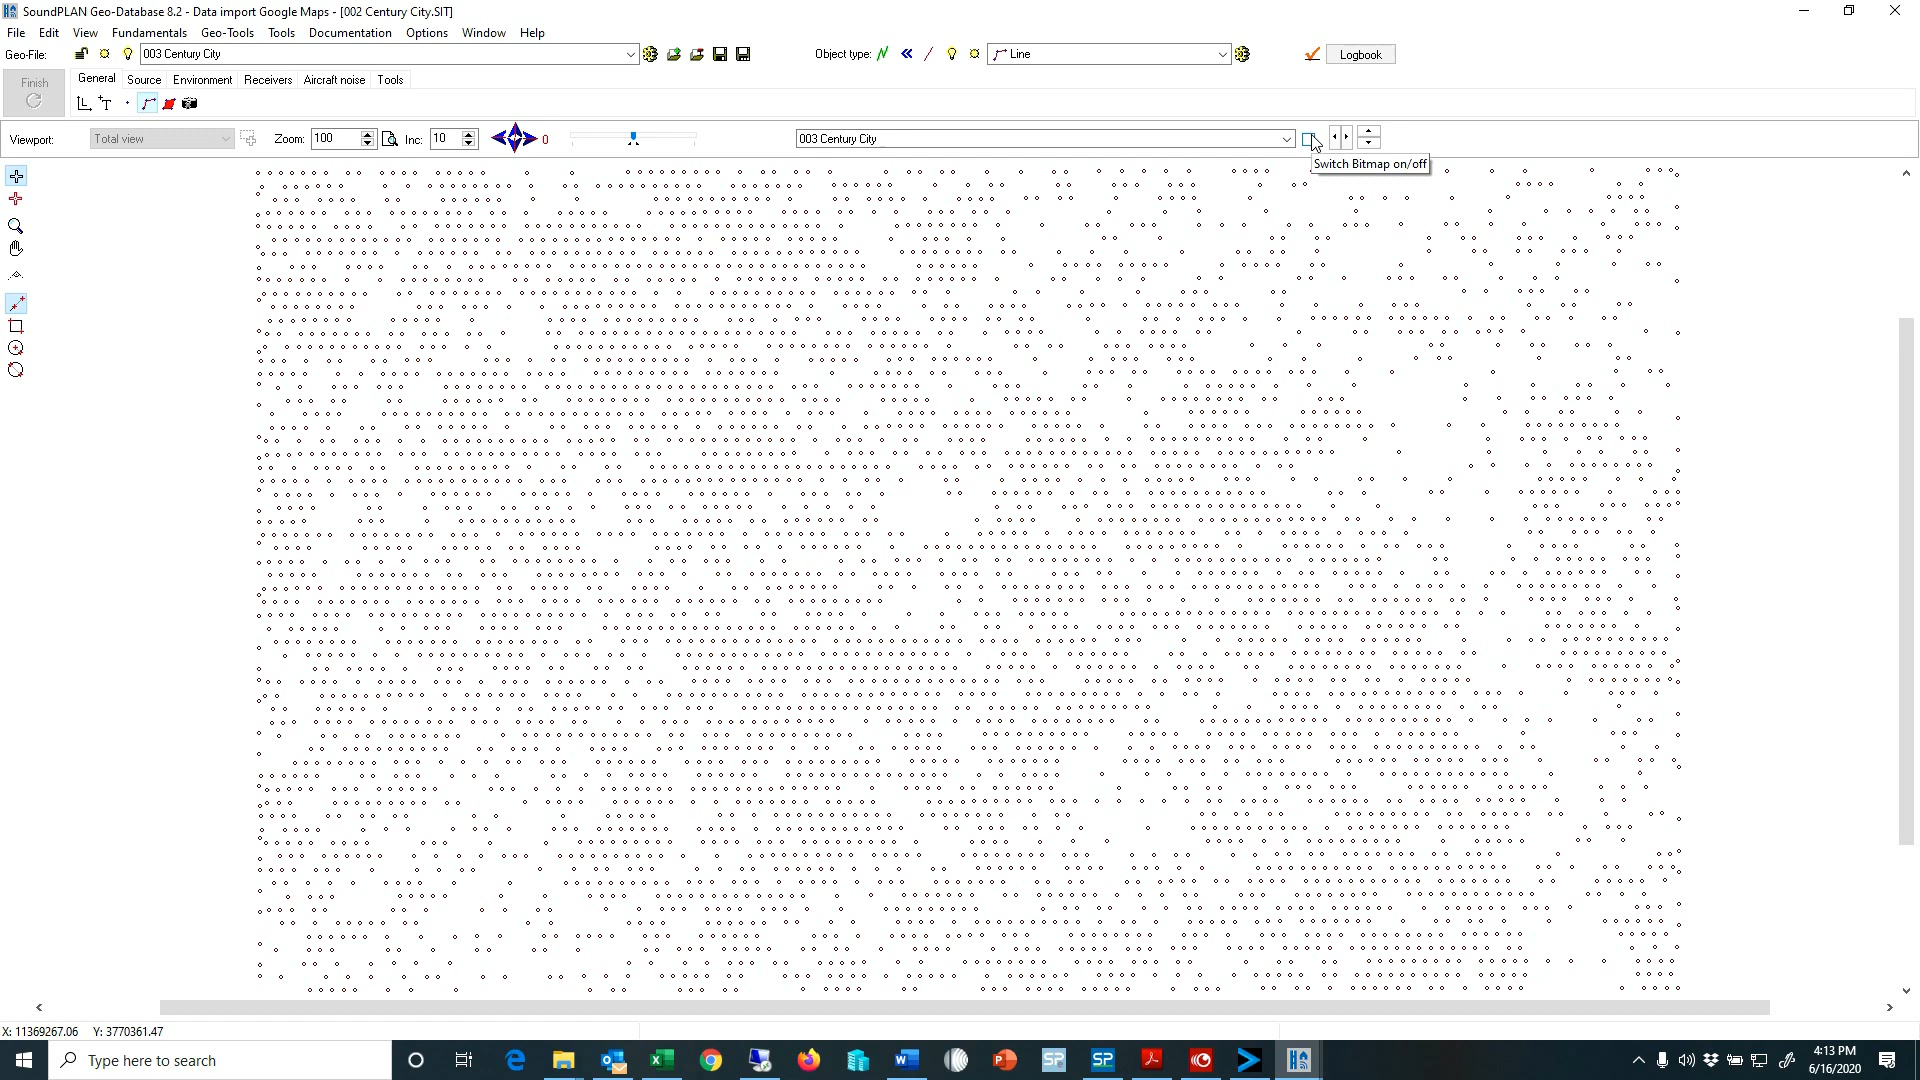 SoundPLAN Geo-Database 8.2 - Data import Google Maps - [002 Century City.SIT]
File Edit View Fundamentals Geo-Tools Tools Documentation Options Window Help
Geo-File: 003 Century City Object type: Line Logbook
Finish General Source Environment Receivers Aircraft noise Tools
Viewport: Total view Zoom: 100 Inc: 10 0 003 Century City
Switch Bitmap on/off
X: 11369267.06 Y: 3770361.47
Type here to search
4:13 PM
6/16/2020